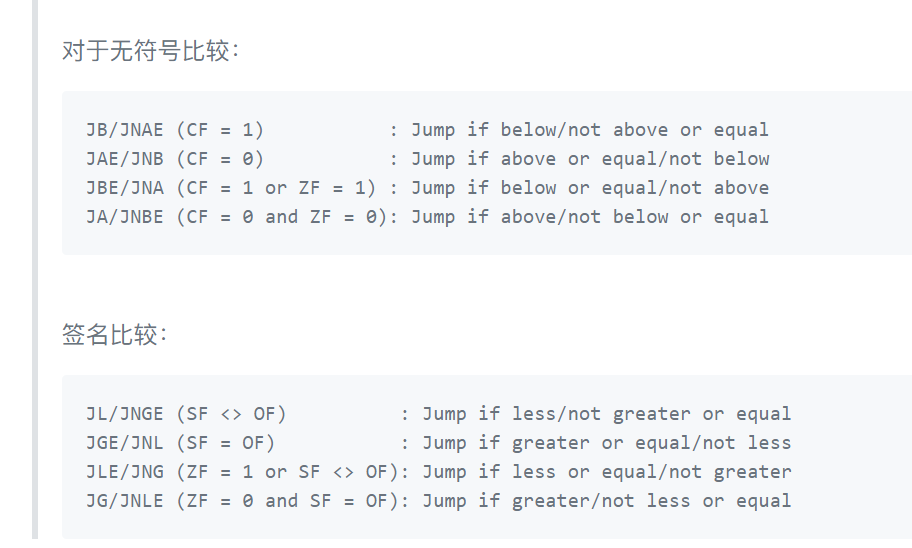 对于无符号比较：
JB/JNAE (CF = 1)           : Jump if below/not above or equal
JAE/JNB (CF = 0)           : Jump if above or equal/not below
JBE/JNA (CF = 1 or ZF = 1) : Jump if below or equal/not above
JA/JNBE (CF = 0 and ZF = 0): Jump if above/not below or equal
签名比较：
JL/JNGE (SF <> OF)          : Jump if less/not greater or equal
JGE/JNL (SF = OF)           : Jump if greater or equal/not less
JLE/JNG (ZF = 1 or SF <> OF): Jump if less or equal/not greater
JG/JNLE (ZF = 0 and SF = OF): Jump if greater/not less or equal